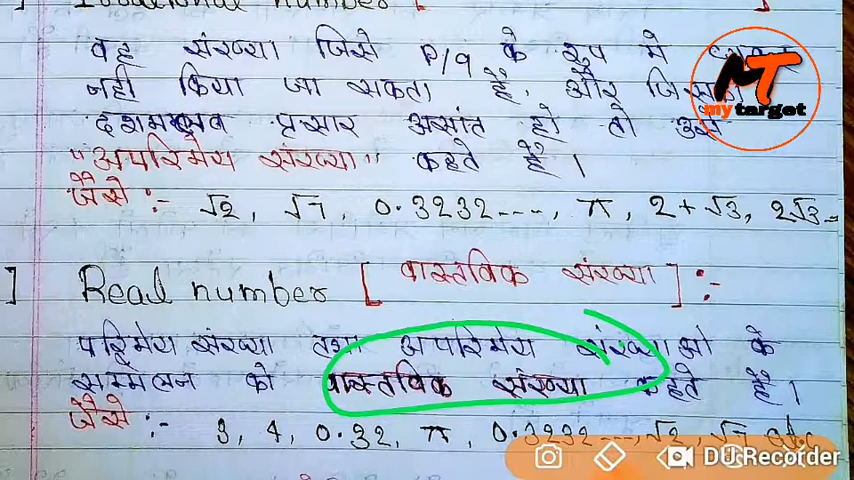 Irrational number [ ]
वह संख्या जिसे P/q के रूप मे
नही किया जा सकता है, और जिसका
दशमलव प्रसार असांत हो तो उसे
"अपरिमेय संख्या" कहते है ।
जैसे :- √2, √7, 0.3232----, π, 2+√3, 2√3--
] Real number [ वास्तविक संख्या ] :-
परिमेय संख्या तथा अपरिमेय संख्याओ के
सम्मेलन को वास्तविक संख्या कहते है ।
जैसे :- 3, 4, 0.32, π, 0.3232---, √2, √7 etc
MT
my target
DU Recorder